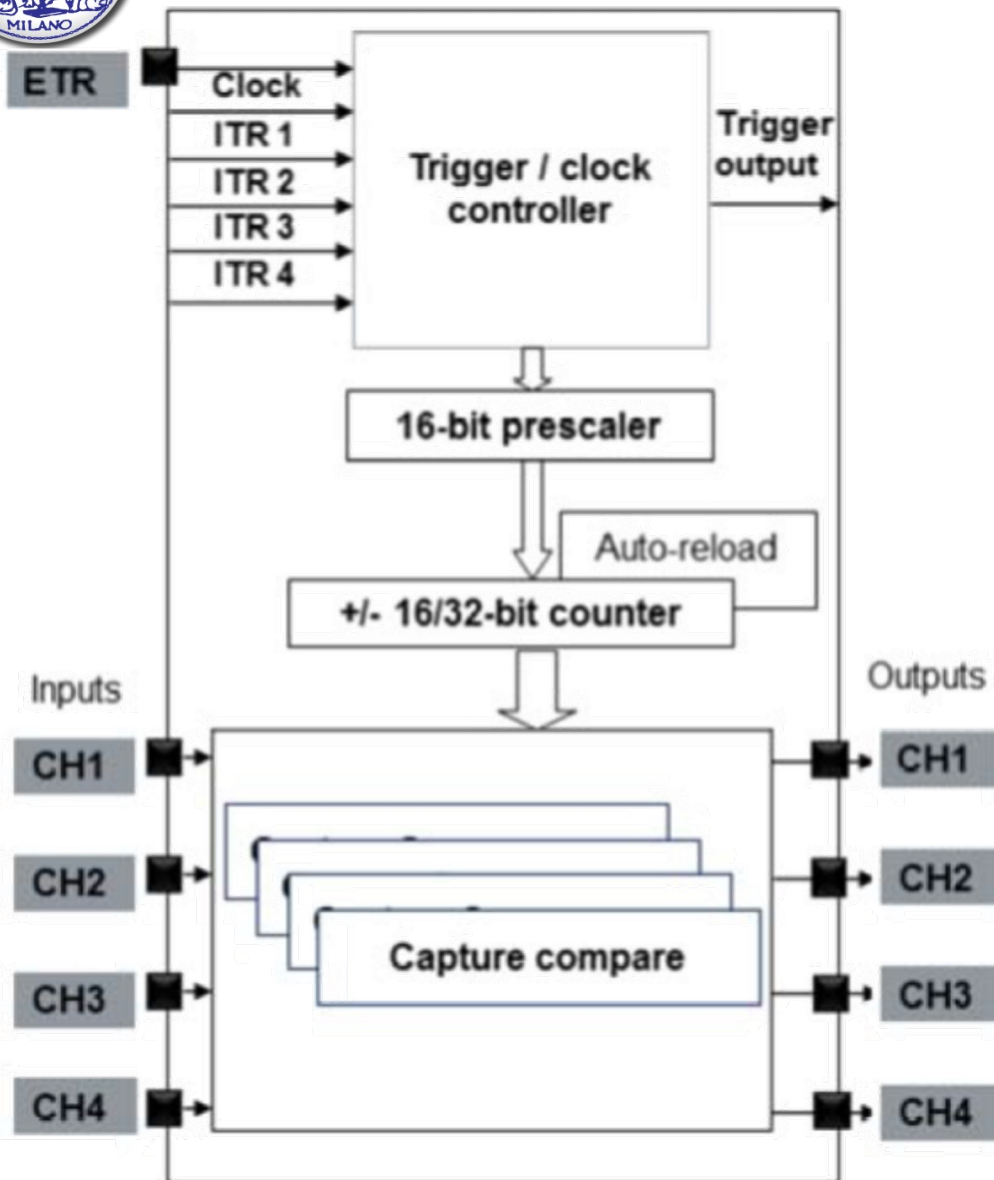 MILANO
ETR
Clock
ITR 1
ITR 2
ITR 3
ITR 4
Trigger / clock
controller
Trigger
output
16-bit prescaler
Auto-reload
+/- 16/32-bit counter
Inputs
Outputs
CH1
CH2
CH3
CH4
Capture compare
CH1
CH2
CH3
CH4